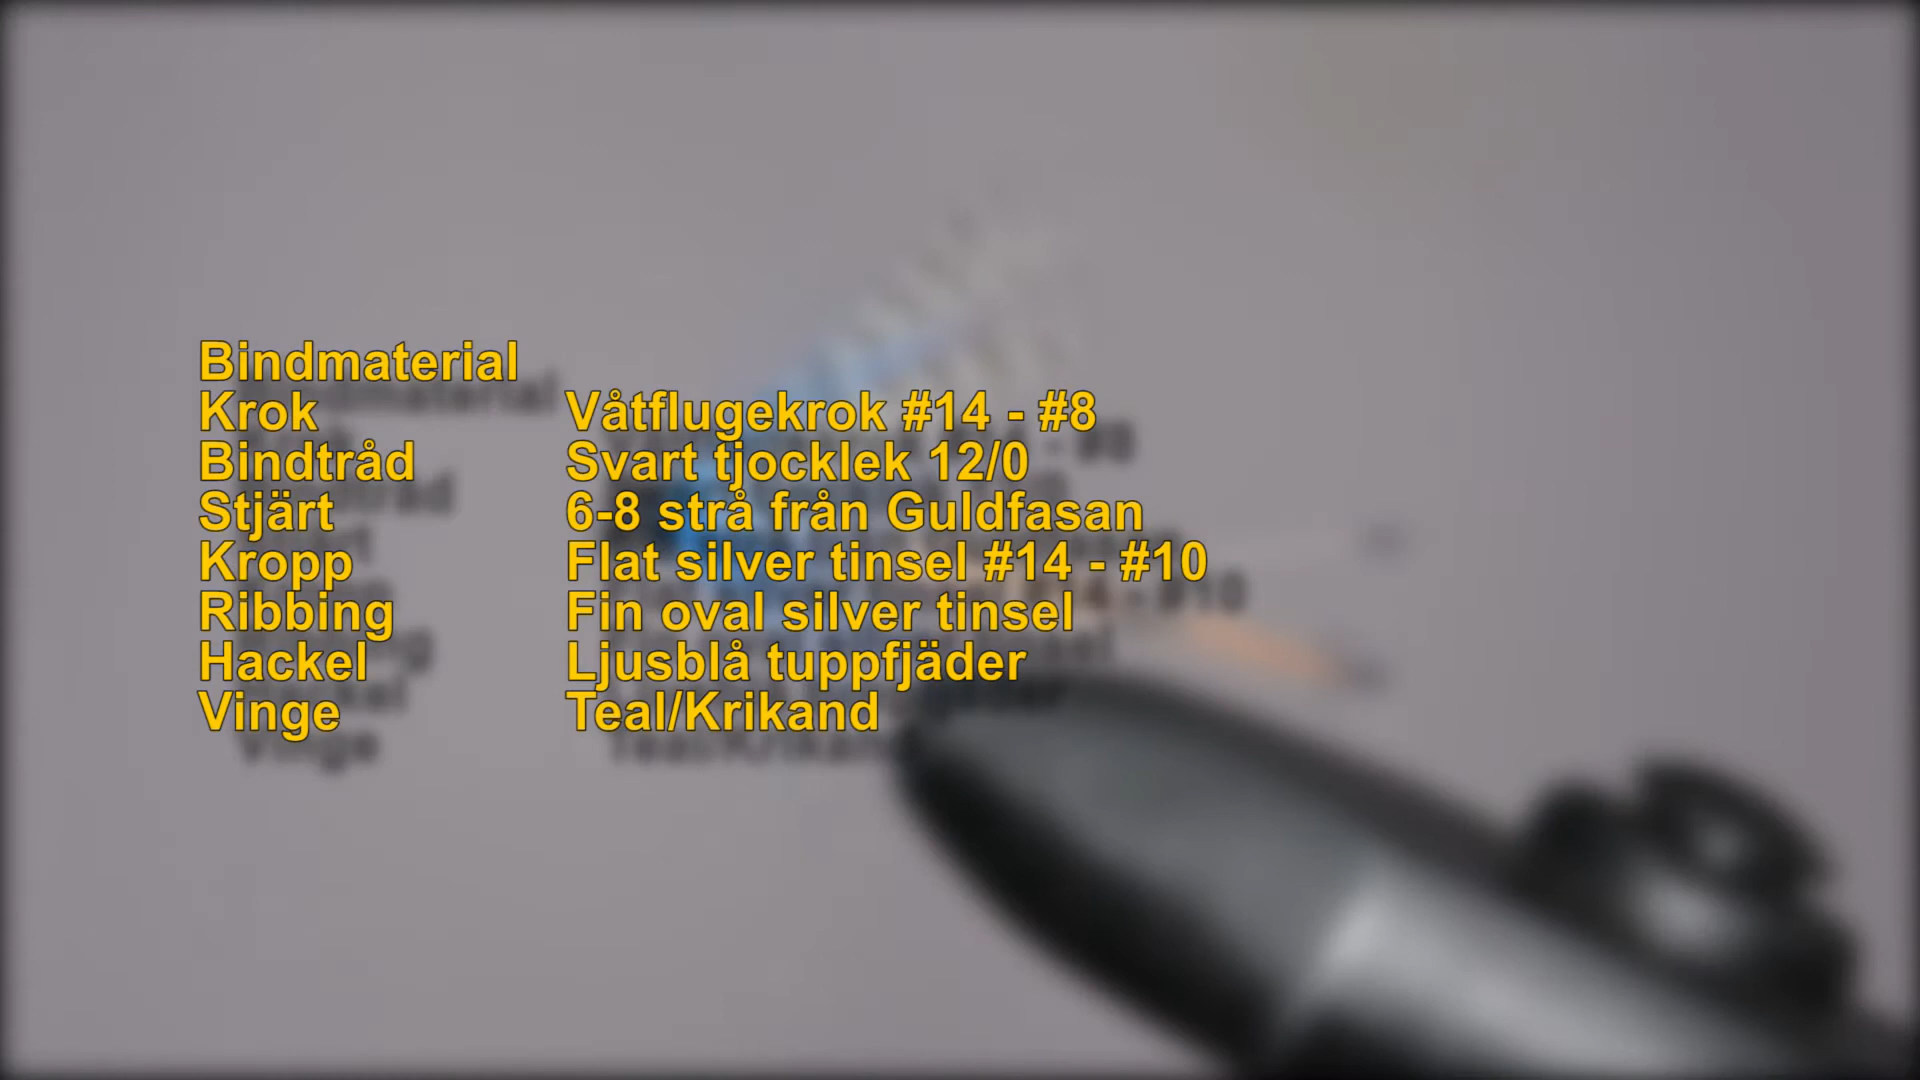 Bindmaterial
Krok Våtflugekrok #14 - #8
Bindtråd Svart tjocklek 12/0
Stjärt 6-8 strå från Guldfasan
Kropp Flat silver tinsel #14 - #10
Ribbing Fin oval silver tinsel
Hackel Ljusblå tuppfjäder
Vinge Teal/Krikand